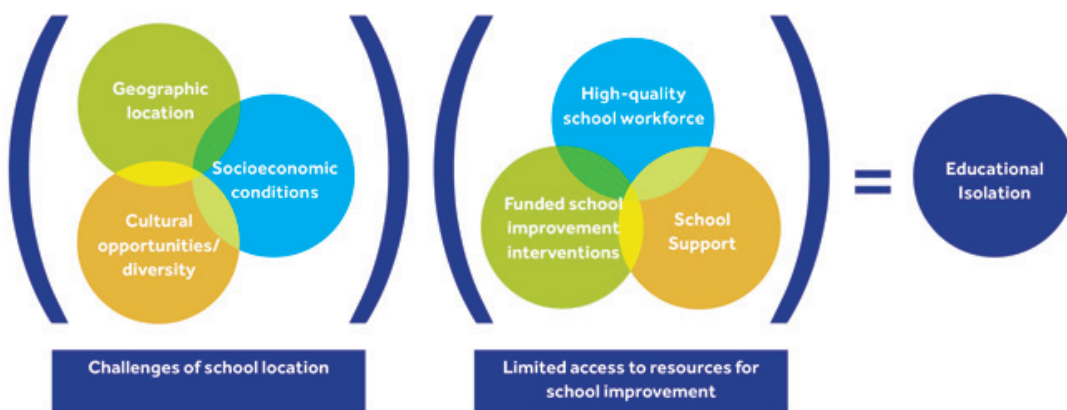 Geographic
location
Socioeconomic
conditions
Cultural
opportunities/
diversity
High-quality
school workforce
Funded school
improvement
interventions
School
Support
=
Educational
Isolation
Challenges of school location
Limited access to resources for
school improvement